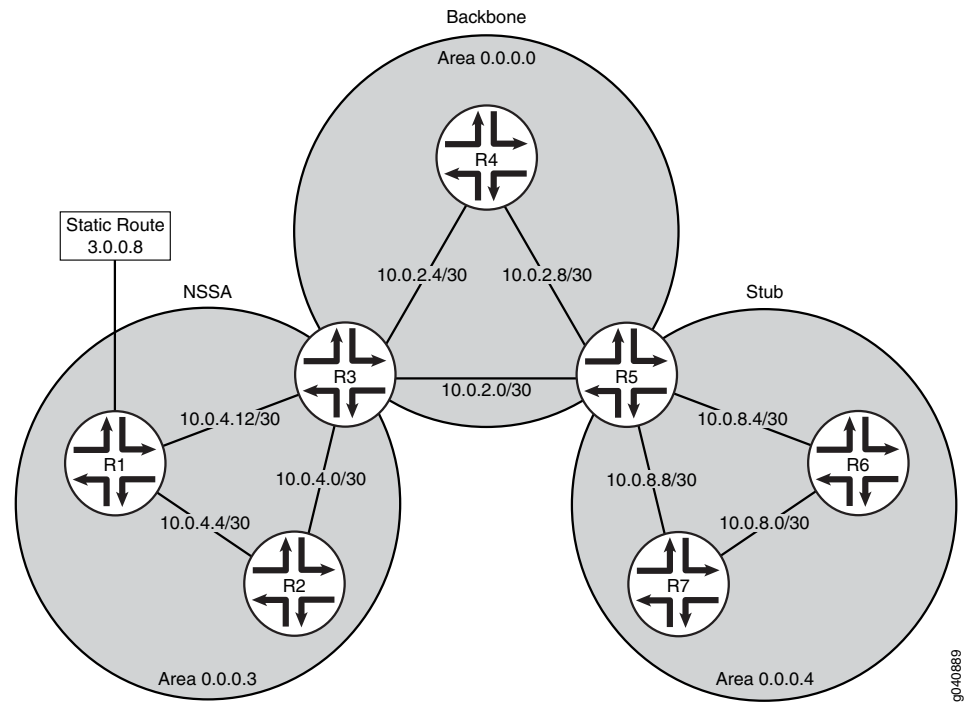 Backbone
Area 0.0.0.0
R4
Static Route
3.0.0.8
10.0.2.4/30
10.0.2.8/30
NSSA
Stub
R3
R5
10.0.2.0/30
10.0.4.12/30
10.0.8.4/30
R1
R6
10.0.4.0/30
10.0.8.8/30
10.0.4.4/30
10.0.8.0/30
R2
R7
Area 0.0.0.3
Area 0.0.0.4
g040889